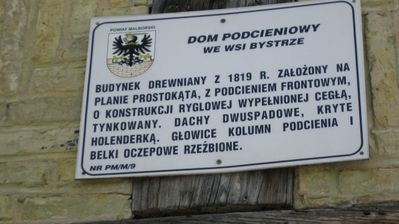 POWIAT MALBORSKI
DOM PODCIENIOWY
WE WSI BYSTRZE
BUDYNEK DREWNIANY Z 1819 R. ZAŁOŻONY NA
PLANIE PROSTOKĄTA, Z PODCIENIEM FRONTOWYM,
O KONSTRUKCJI RYGLOWEJ WYPEŁNIONEJ CEGŁĄ,
TYNKOWANY. DACHY DWUSPADOWE, KRYTE
HOLENDERKĄ. GŁOWICE KOLUMN PODCIENIA I
BELKI OCZEPOWE RZEŹBIONE.
NR PM/M/9